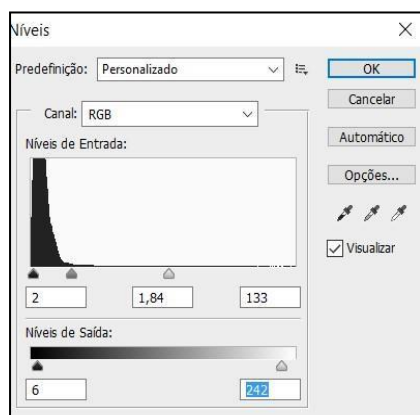 Níveis
Predefinição: Personalizado
OK
Cancelar
Canal: RGB
Automático
Níveis de Entrada:
Opções...
Visualizar
2 1,84 133
Níveis de Saída:
6 242